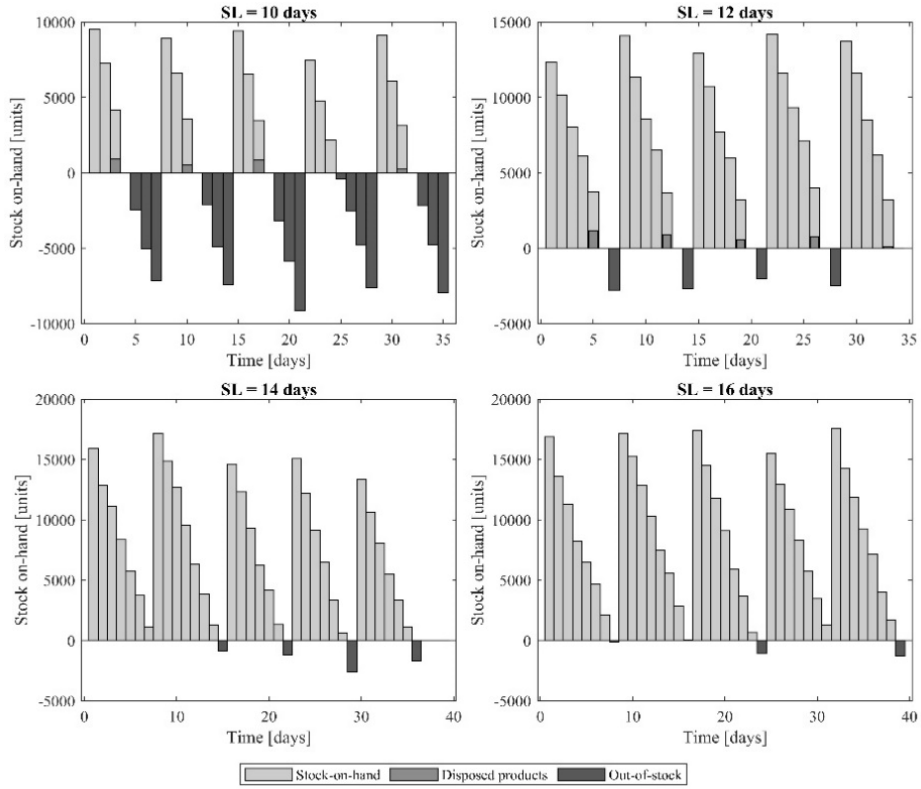 SL = 10 days
10000
5000
0
-5000
-10000
Stock on-hand [units]
0 5 10 15 20 25 30 35
Time [days]
SL = 12 days
15000
10000
5000
0
-5000
Stock on-hand [units]
0 5 10 15 20 25 30 35
Time [days]
SL = 14 days
20000
15000
10000
5000
0
-5000
Stock on-hand [units]
0 10 20 30 40
Time [days]
SL = 16 days
20000
15000
10000
5000
0
-5000
Stock on-hand [units]
0 10 20 30 40
Time [days]
Stock-on-hand Disposed products Out-of-stock